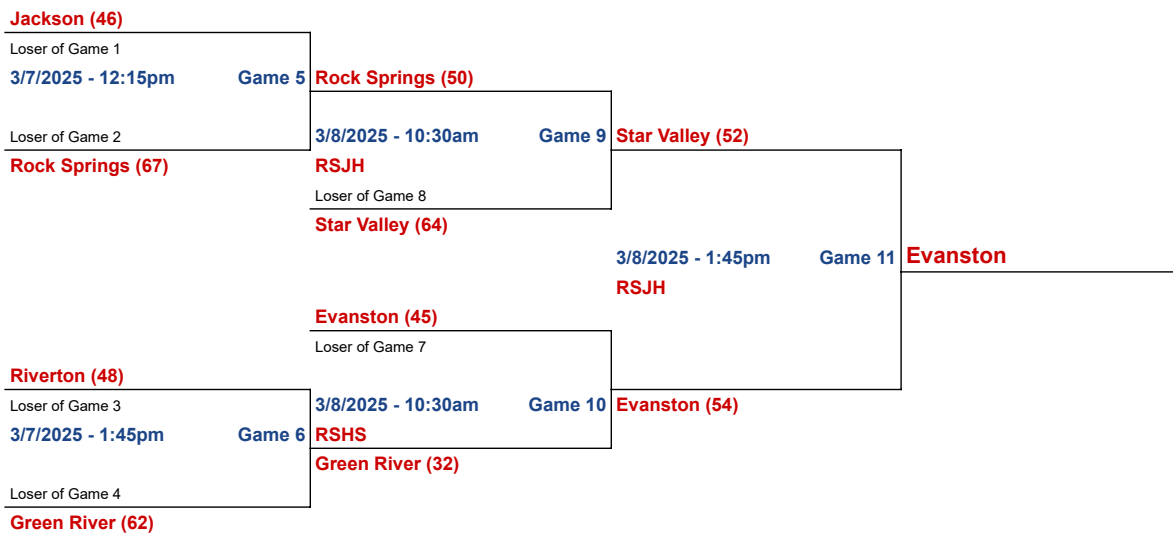 Jackson (46)
Loser of Game 1
3/7/2025 - 12:15pm Game 5
Loser of Game 2
Rock Springs (67)
Rock Springs (50)
3/8/2025 - 10:30am Game 9
RSJH
Loser of Game 8
Star Valley (64)
Star Valley (52)
3/8/2025 - 1:45pm Game 11
RSJH
Evanston
Evanston (45)
Loser of Game 7
Riverton (48)
Loser of Game 3
3/7/2025 - 1:45pm Game 6
Loser of Game 4
Green River (62)
3/8/2025 - 10:30am Game 10
RSHS
Green River (32)
Evanston (54)